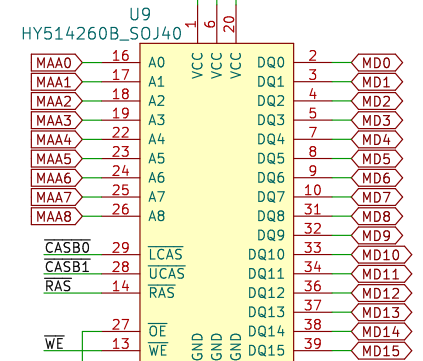 U9
HY514260B_SOJ40
1 6 20
VCC VCC VCC
MAA0 16 A0 DQ0 2 MD0
MAA1 17 A1 DQ1 3 MD1
MAA2 18 A2 DQ2 4 MD2
MAA3 19 A3 DQ3 5 MD3
MAA4 22 A4 DQ4 7 MD4
MAA5 23 A5 DQ5 8 MD5
MAA6 24 A6 DQ6 9 MD6
MAA7 25 A7 DQ7 10 MD7
MAA8 26 A8 DQ8 31 MD8
DQ9 32 MD9
CASB0 29 LCAS DQ10 33 MD10
CASB1 28 UCAS DQ11 34 MD11
RAS 14 RAS DQ12 36 MD12
DQ13 37 MD13
27 OE DQ14 38 MD14
WE 13 WE DQ15 39 MD15
GND GND GND